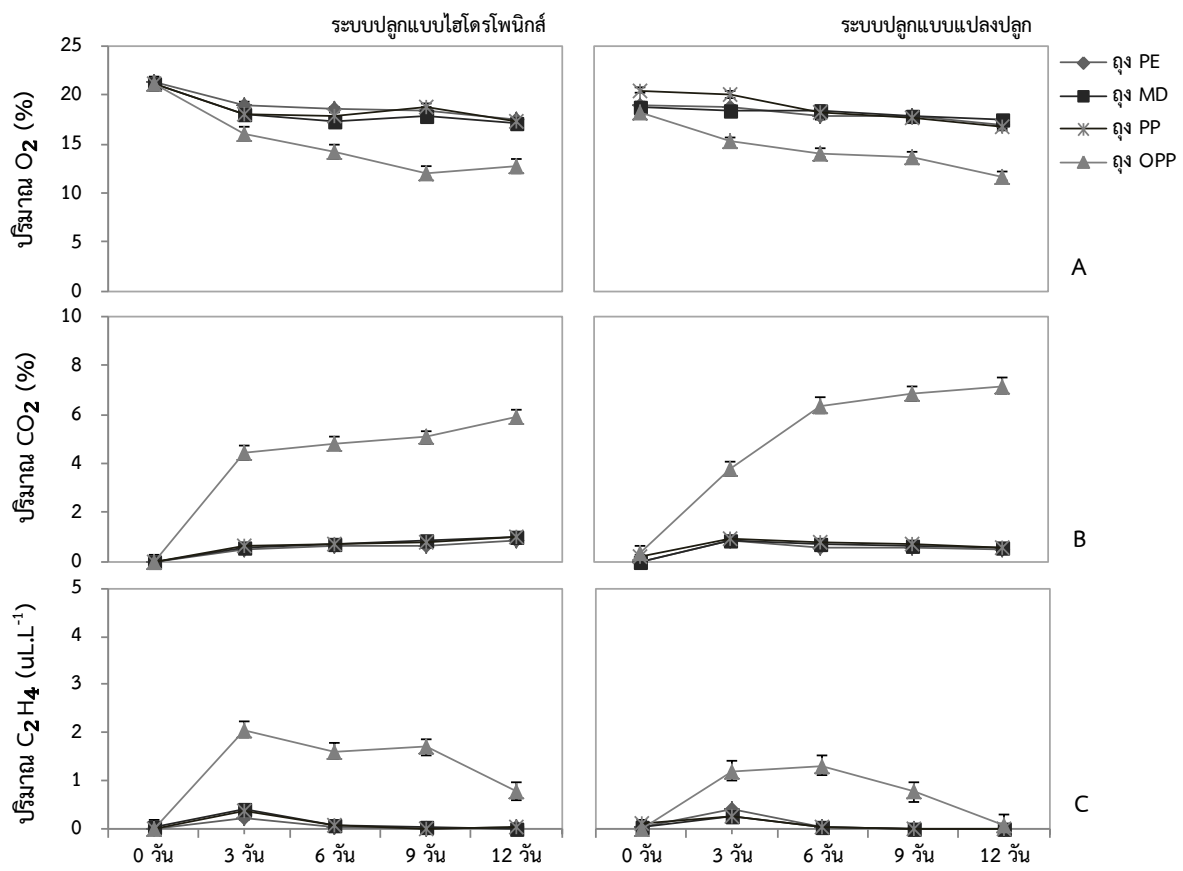 ระบบปลูกแบบไฮโดรโพนิกส์
ระบบปลูกแบบแปลงปลูก
ถุง PE
ถุง MD
ถุง PP
ถุง OPP
ปริมาณ O2 (%)
25
20
15
10
5
0
A
ปริมาณ CO2 (%)
10
8
6
4
2
0
B
ปริมาณ C2H4 (uL.L-1)
5
4
3
2
1
0
C
0 วัน 3 วัน 6 วัน 9 วัน 12 วัน
0 วัน 3 วัน 6 วัน 9 วัน 12 วัน